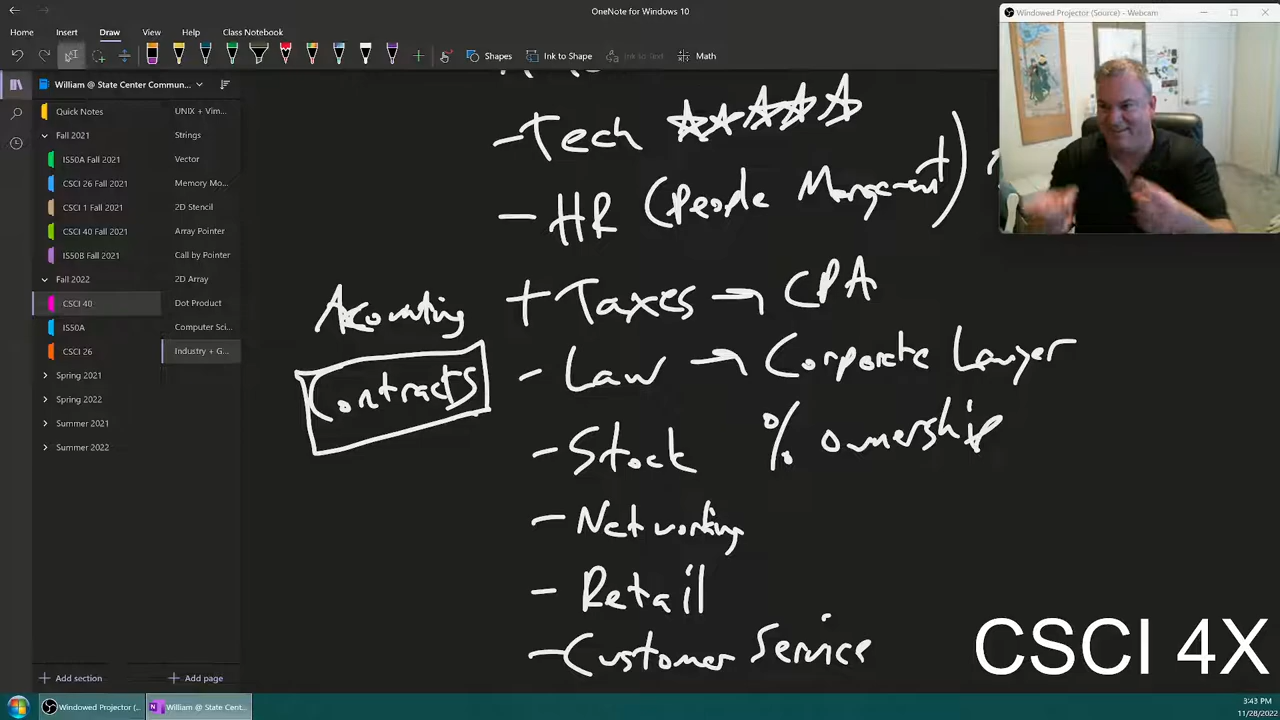 OneNote for Windows 10
Windowed Projector (Source) - Webcam
Home Insert Draw View Help Class Notebook
Shapes Ink to Shape Ink to Text Math
William @ State Center Commun...
Quick Notes
Fall 2021
IS50A Fall 2021
CSCI 26 Fall 2021
CSCI 1 Fall 2021
CSCI 40 Fall 2021
IS50B Fall 2021
Fall 2022
CSCI 40
IS50A
CSCI 26
Spring 2021
Spring 2022
Summer 2021
Summer 2022
UNIX + Vim...
Strings
Vector
Memory Mo...
2D Stencil
Array Pointer
Call by Pointer
2D Array
Dot Product
Computer Sci...
Industry + G...
- Tech
- HR (People Mangement)
Accounting
+ Taxes → CPA
Contracts
- Law → Corporate Lawyer
- Stock % ownership
- Networking
- Retail
- Customer Service
CSCI 4X
+ Add section + Add page
Windowed Projector (...
William @ State Cent...
3:43 PM
11/28/2022